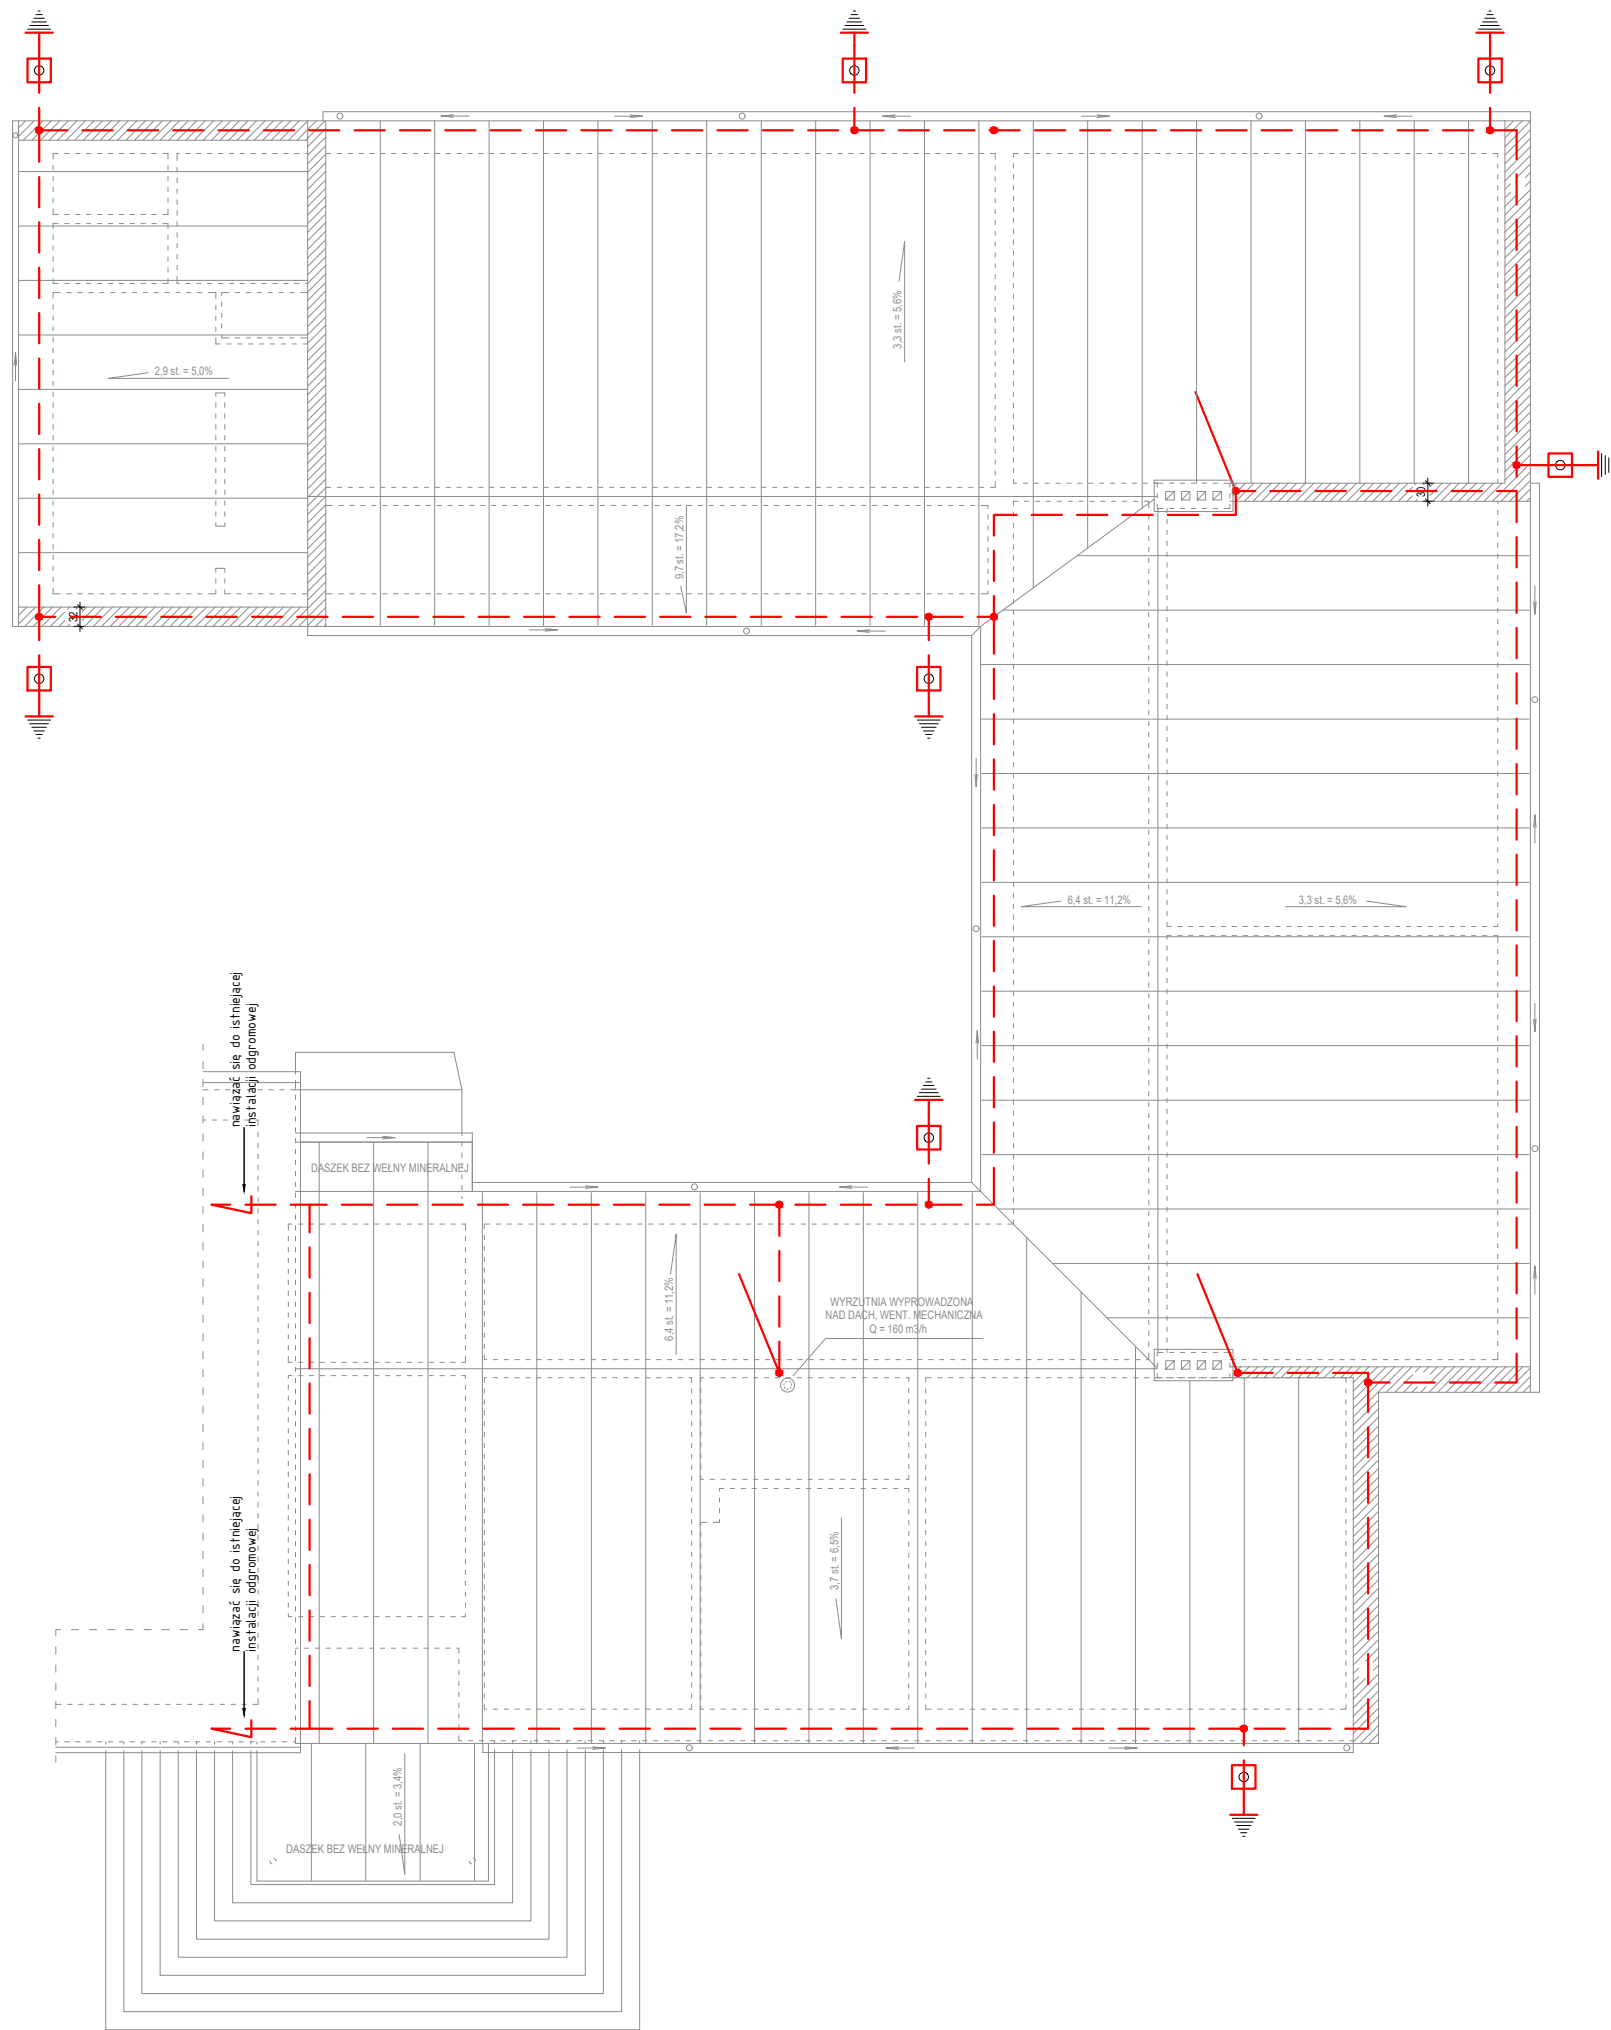 3,3 st. = 5,6%
2,9 st. = 5,0%
30
9,7 st. = 17,2%
32
6,4 st. = 11,2%
3,3 st. = 5,6%
nawiązać się do istniejącej
instalacji odgromowej
DASZEK BEZ WEŁNY MINERALNEJ
6,4 st. = 11,2%
WYRZUTNIA WYPROWADZONA
NAD DACH, WENT. MECHANICZNA
Q = 160 m3/h
nawiązać się do istniejącej
instalacji odgromowej
3,7 st. = 6,5%
2,0 st. = 3,4%
DASZEK BEZ WEŁNY MINERALNEJ